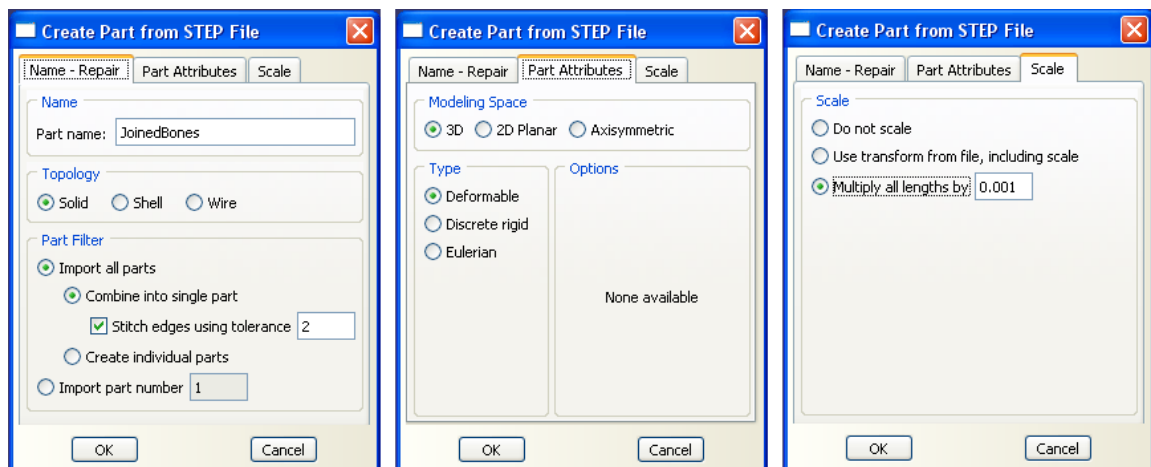 Create Part from STEP File
Name - Repair Part Attributes Scale
Name
Part name: JoinedBones
Topology
Solid Shell Wire
Part Filter
Import all parts
Combine into single part
Stitch edges using tolerance 2
Create individual parts
Import part number 1
OK Cancel
Create Part from STEP File
Name - Repair Part Attributes Scale
Modeling Space
3D 2D Planar Axisymmetric
Type
Deformable
Discrete rigid
Eulerian
Options
None available
OK Cancel
Create Part from STEP File
Name - Repair Part Attributes Scale
Scale
Do not scale
Use transform from file, including scale
Multiply all lengths by 0.001
OK Cancel